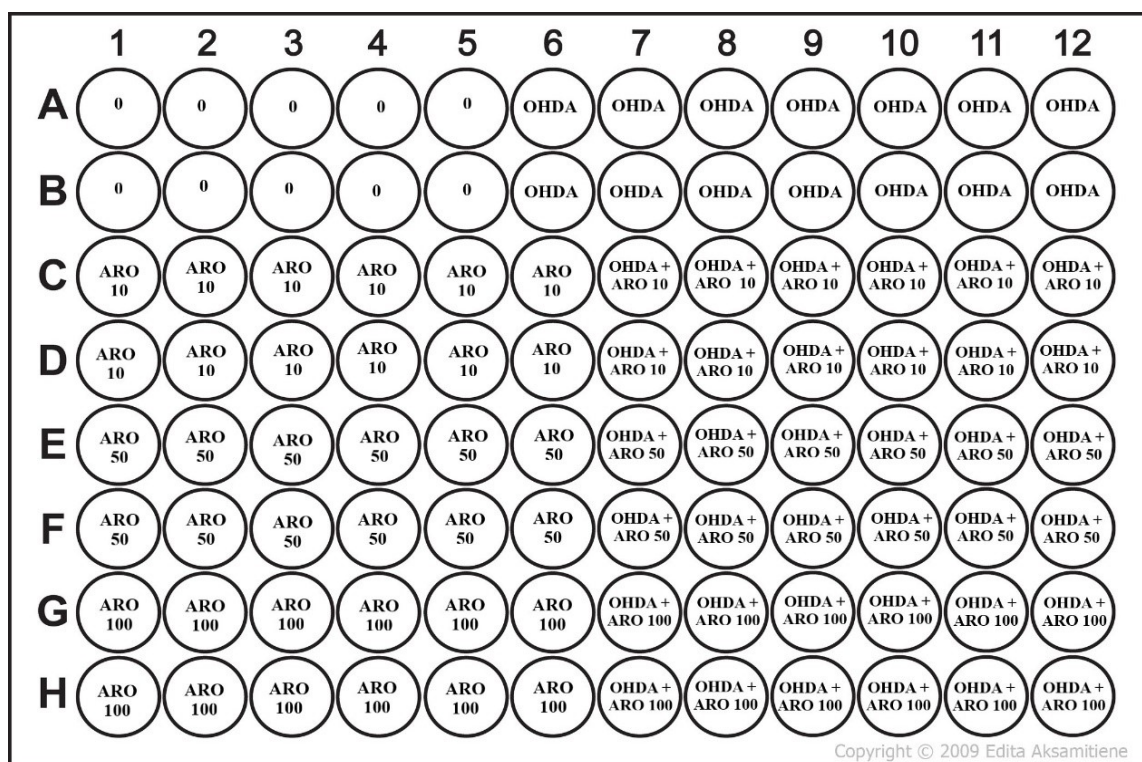 1 2 3 4 5 6 7 8 9 10 11 12
A 0 0 0 0 0 OHDA OHDA OHDA OHDA OHDA OHDA OHDA
B 0 0 0 0 0 OHDA OHDA OHDA OHDA OHDA OHDA OHDA
C ARO ARO ARO ARO ARO ARO OHDA + OHDA + OHDA + OHDA + OHDA + OHDA +
10 10 10 10 10 10 ARO 10 ARO 10 ARO 10 ARO 10 ARO 10 ARO 10
D ARO ARO ARO ARO ARO ARO OHDA + OHDA + OHDA + OHDA + OHDA + OHDA +
10 10 10 10 10 10 ARO 10 ARO 10 ARO 10 ARO 10 ARO 10 ARO 10
E ARO ARO ARO ARO ARO ARO OHDA + OHDA + OHDA + OHDA + OHDA + OHDA +
50 50 50 50 50 50 ARO 50 ARO 50 ARO 50 ARO 50 ARO 50 ARO 50
F ARO ARO ARO ARO ARO ARO OHDA + OHDA + OHDA + OHDA + OHDA + OHDA +
50 50 50 50 50 50 ARO 50 ARO 50 ARO 50 ARO 50 ARO 50 ARO 50
G ARO ARO ARO ARO ARO ARO OHDA + OHDA + OHDA + OHDA + OHDA + OHDA +
100 100 100 100 100 100 ARO 100 ARO 100 ARO 100 ARO 100 ARO 100 ARO 100
H ARO ARO ARO ARO ARO ARO OHDA + OHDA + OHDA + OHDA + OHDA + OHDA +
100 100 100 100 100 100 ARO 100 ARO 100 ARO 100 ARO 100 ARO 100 ARO 100
Copyright © 2009 Edita Aksamitiene